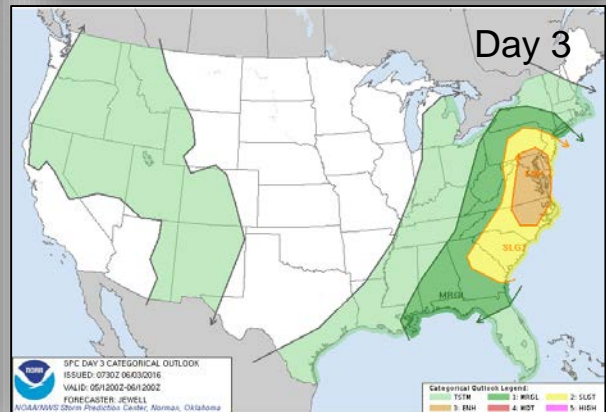 Day 3
SLGT
MRGL
NOAA
SPC DAY 3 CATEGORICAL OUTLOOK
ISSUED: 0730Z 06/03/2016
VALID: 05/1200Z-06/1200Z
FORECASTER: JEWELL
NOAA/NWS Storm Prediction Center, Norman, Oklahoma
Categorical Outlook Legend:
TSTM 1: MRGL 2: SLGT
3: ENH 4: MDT 5: HIGH